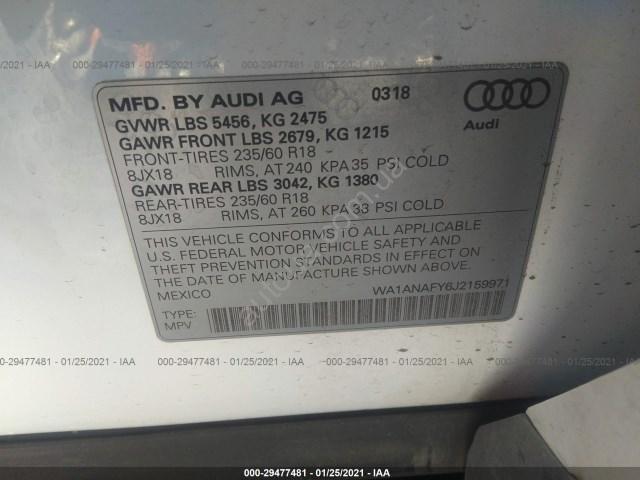 000-29477481 - 01/25/2021 - IAA
MFD. BY AUDI AG 0318
GVWR LBS 5456, KG 2475
GAWR FRONT LBS 2679, KG 1215
FRONT-TIRES 235/60 R18
8JX18 RIMS, AT 240 KPA 35 PSI COLD
GAWR REAR LBS 3042, KG 1380
REAR-TIRES 235/60 R18
8JX18 RIMS, AT 260 KPA 33 PSI COLD
Audi
THIS VEHICLE CONFORMS TO ALL APPLICABLE
U.S. FEDERAL MOTOR VEHICLE SAFETY AND
THEFT PREVENTION STANDARDS IN EFFECT ON
THE DATE OF MANUFACTURE SHOWN ABOVE.
MEXICO WA1ANAFY6J2159971
TYPE:
MPV
000-29477481 - 01/25/2021 - IAA
000-29477481 - 01/25/2021 - IAA